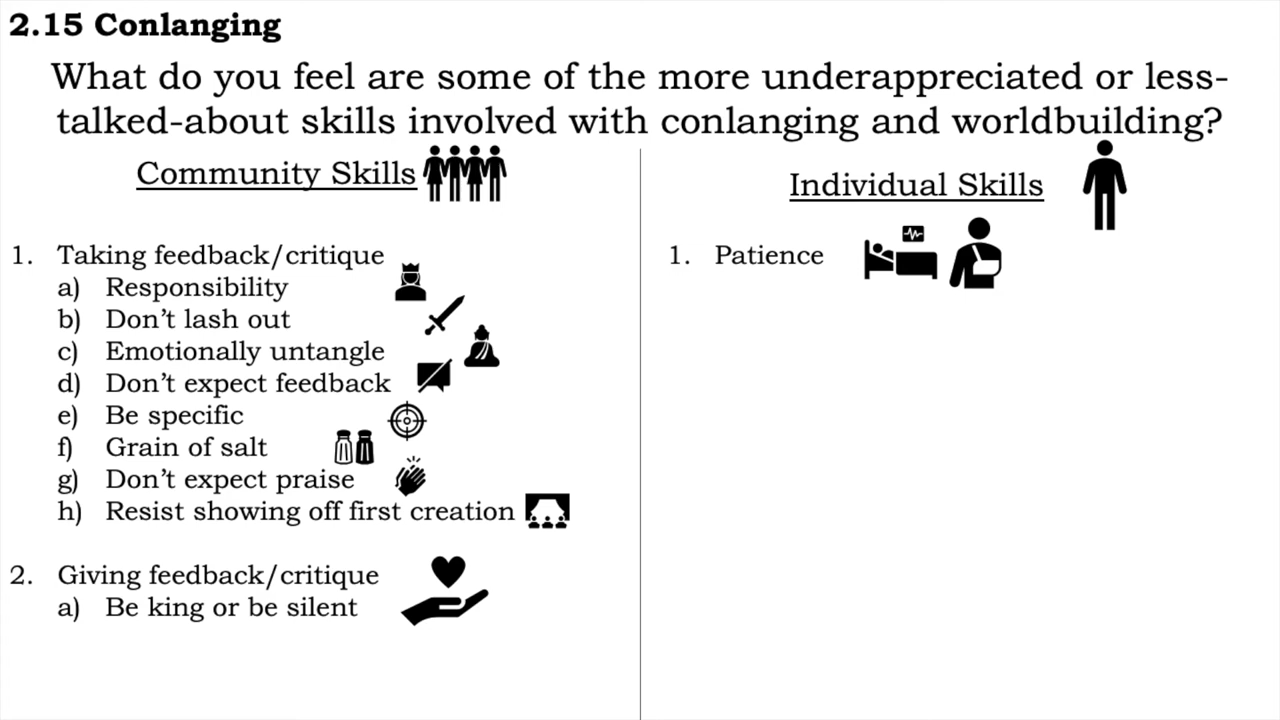 2.15 Conlanging
What do you feel are some of the more underappreciated or less-
talked-about skills involved with conlanging and worldbuilding?
Community Skills
1. Taking feedback/critique
a) Responsibility
b) Don't lash out
c) Emotionally untangle
d) Don't expect feedback
e) Be specific
f) Grain of salt
g) Don't expect praise
h) Resist showing off first creation
2. Giving feedback/critique
a) Be king or be silent
Individual Skills
1. Patience